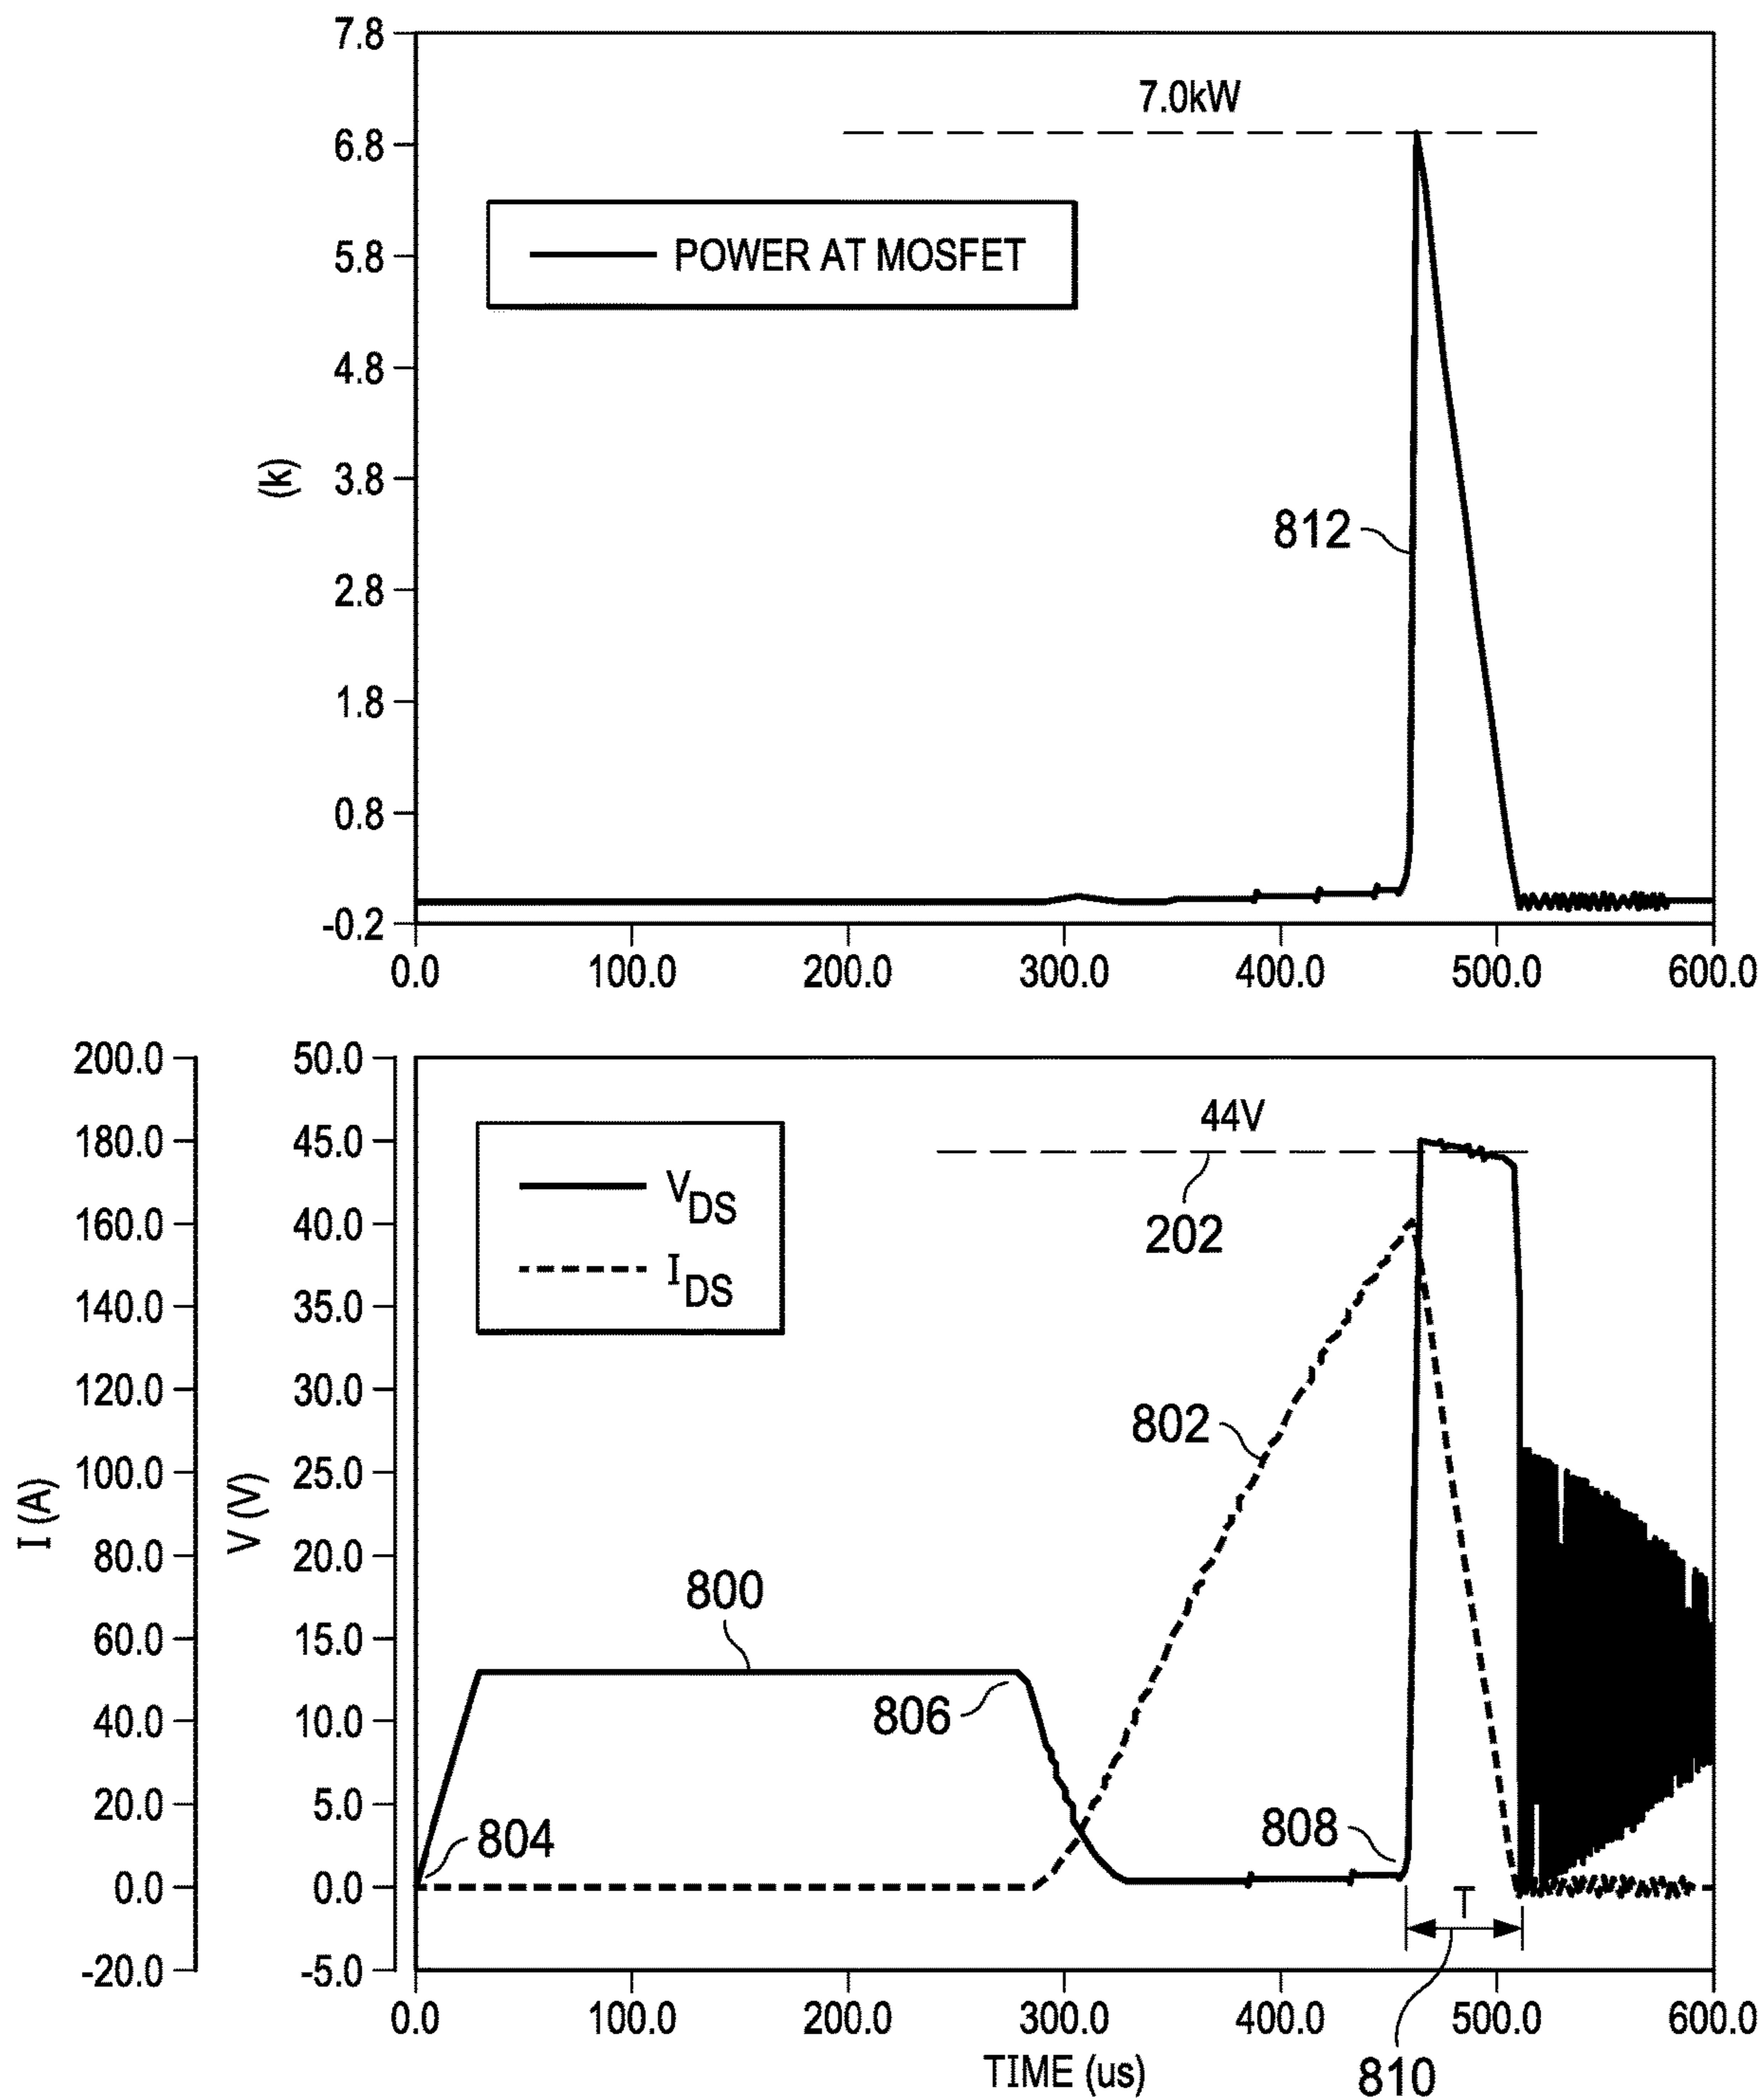 7.8
7.0kW
6.8
POWER AT MOSFET
5.8
4.8
(k)
3.8
812
2.8
1.8
0.8
-0.2
0.0 100.0 200.0 300.0 400.0 500.0 600.0
200.0 50.0
44V
180.0 45.0
VDS
202
160.0 40.0
IDS
140.0 35.0
120.0 30.0
802
100.0 25.0
I (A) V (V)
80.0 20.0
800
60.0 15.0
806
40.0 10.0
20.0 5.0
804 808
0.0 0.0
T
-20.0 -5.0
0.0 100.0 200.0 300.0 400.0 500.0 600.0
TIME (us)
810